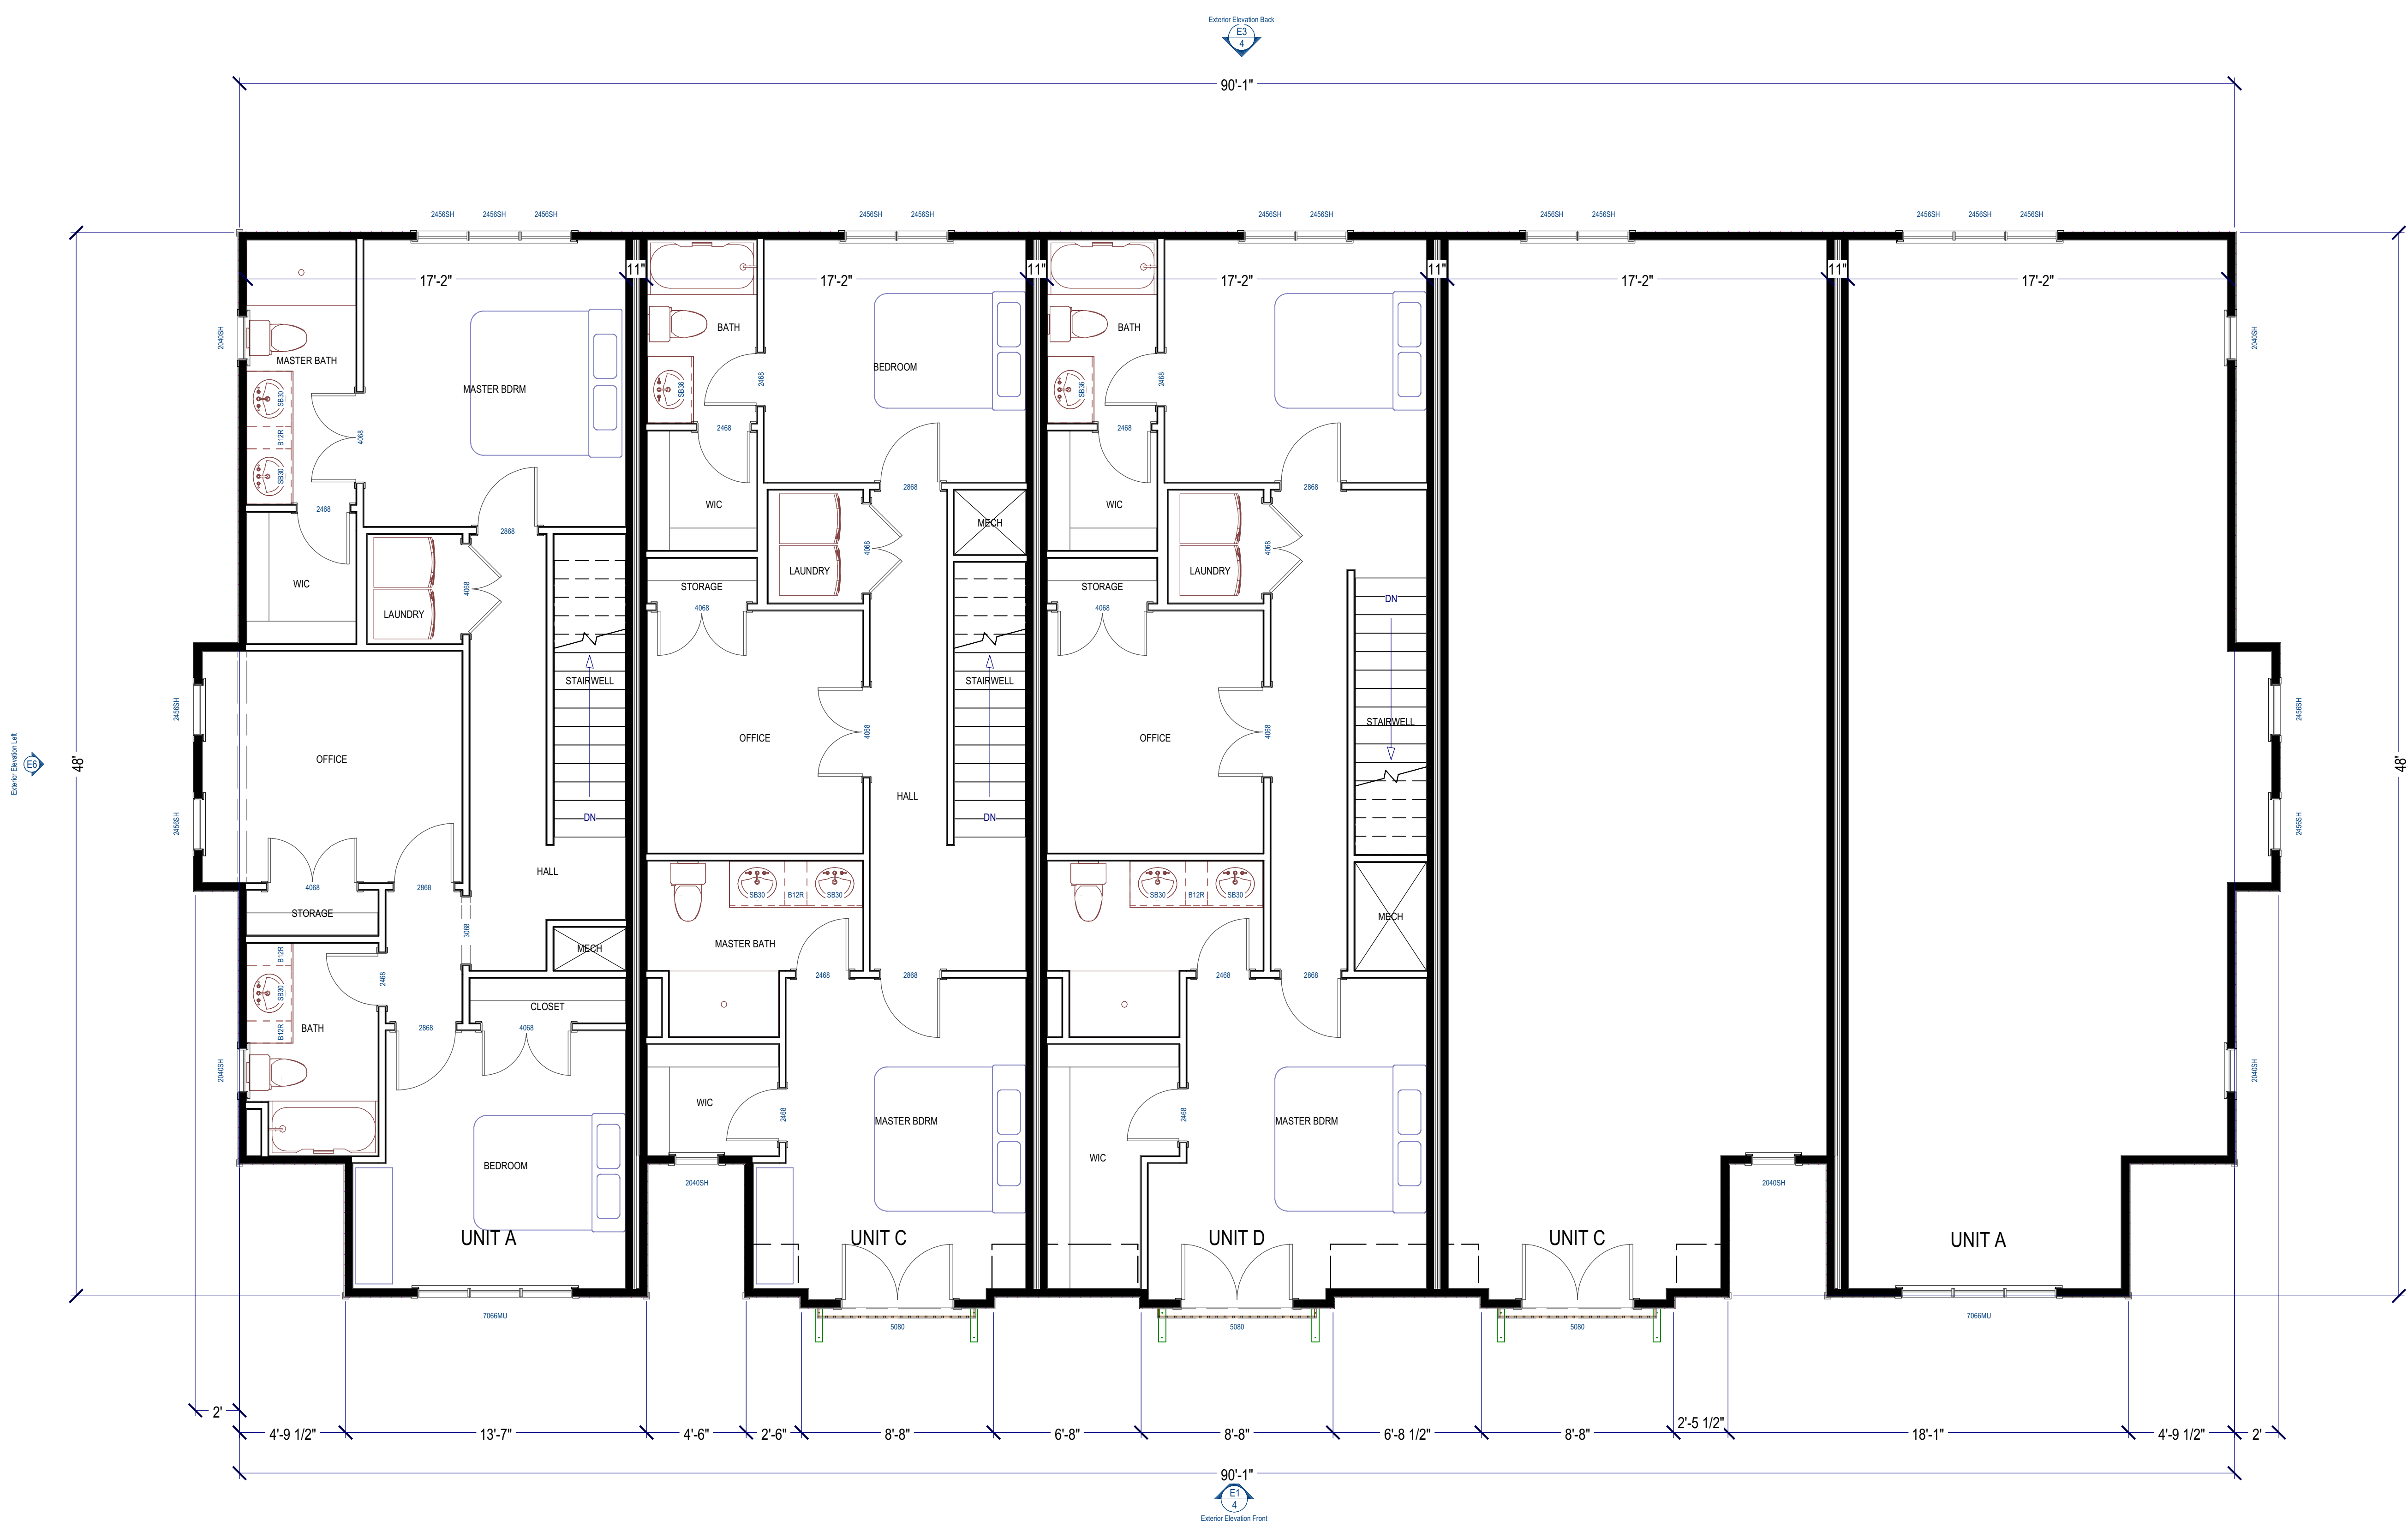 Exterior Elevation Back
E3
4
90'-1"
2456SH 2456SH 2456SH 2456SH 2456SH 2456SH 2456SH 2456SH 2456SH 2456SH 2456SH 2456SH
17'-2" 11" 17'-2" 11" 17'-2" 11" 17'-2" 11" 17'-2"
2040SH
MASTER BATH
MASTER BDRM
SB30
B12R
SB30
4068
2468
2868
WIC
LAUNDRY
4068
STAIRWELL
DN
2456SH
2456SH
OFFICE
HALL
4068
2868
STORAGE
3068
MECH
B12R
SB30
B12R
2468
BATH
2868
CLOSET
4068
2040SH
BEDROOM
UNIT A
7066MU
BATH
SB36
2468
2468
BEDROOM
WIC
2868
MECH
LAUNDRY
4068
STORAGE
4068
STAIRWELL
DN
OFFICE
4068
HALL
SB30
B12R
SB30
MASTER BATH
2468
2868
WIC
2468
MASTER BDRM
2040SH
UNIT C
5080
BATH
SB36
2468
2468
WIC
2868
LAUNDRY
4068
STORAGE
4068
DN
STAIRWELL
OFFICE
4068
SB30
B12R
SB30
MECH
2468
2868
2468
WIC
MASTER BDRM
UNIT D
5080
2040SH
UNIT C
5080
2040SH
2456SH
2456SH
2040SH
UNIT A
7066MU
Exterior Elevation Left
E6
48'
48'
2' 4'-9 1/2" 13'-7" 4'-6" 2'-6" 8'-8" 6'-8" 8'-8" 6'-8 1/2" 8'-8" 2'-5 1/2" 18'-1" 4'-9 1/2" 2'
90'-1"
E1
4
Exterior Elevation Front